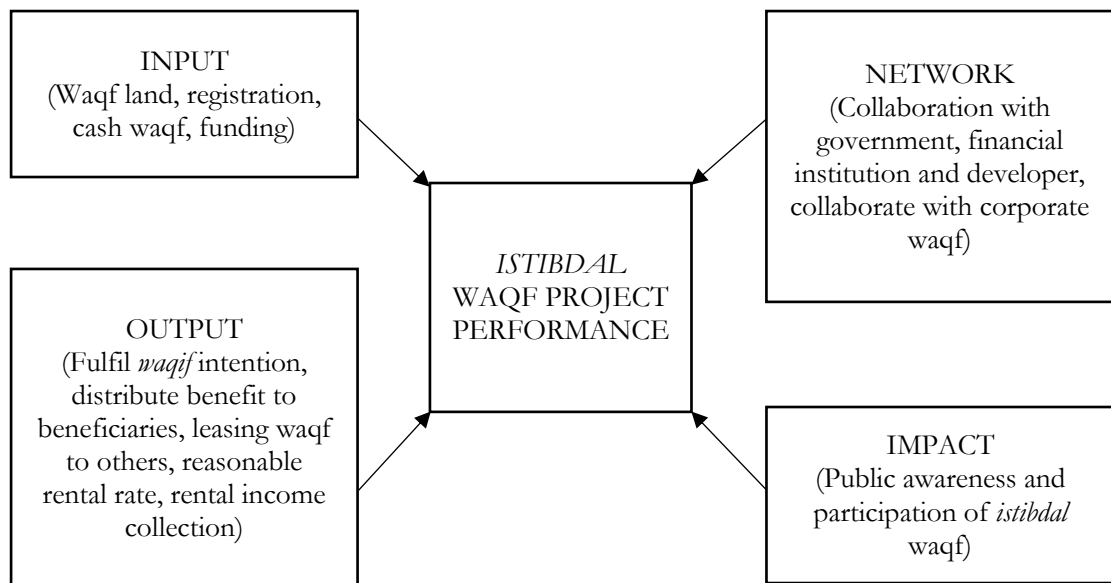 INPUT
(Waqf land, registration,
cash waqf, funding)
NETWORK
(Collaboration with
government, financial
institution and developer,
collaborate with corporate
waqf)
ISTIBDAL
WAQF PROJECT
PERFORMANCE
OUTPUT
(Fulfil waqif intention,
distribute benefit to
beneficiaries, leasing waqf
to others, reasonable
rental rate, rental income
collection)
IMPACT
(Public awareness and
participation of istibdal
waqf)